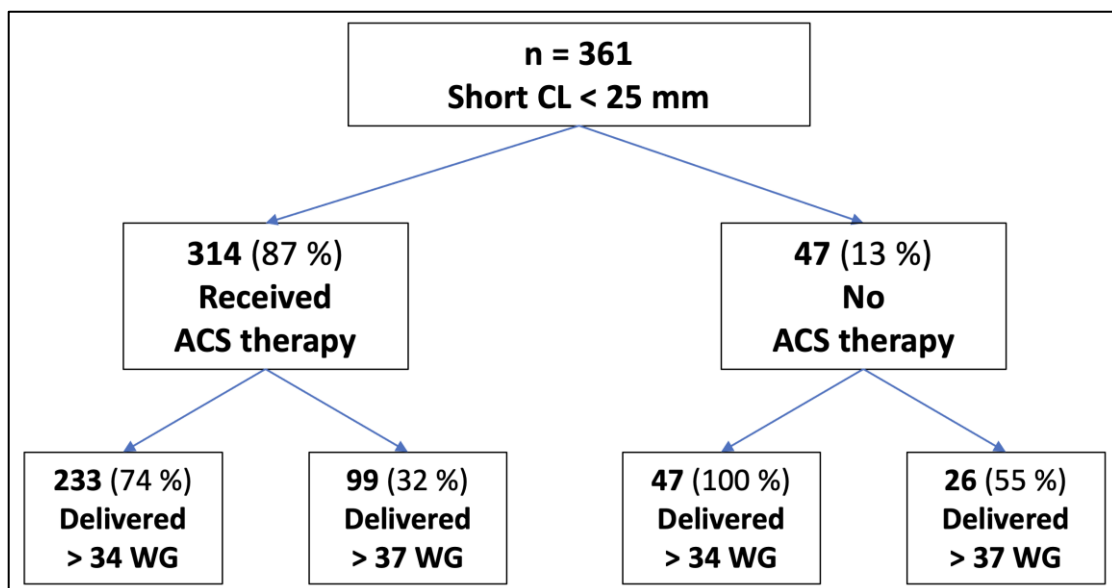 n = 361
Short CL < 25 mm
314 (87 %)
Received
ACS therapy
47 (13 %)
No
ACS therapy
233 (74 %)
Delivered
> 34 WG
99 (32 %)
Delivered
> 37 WG
47 (100 %)
Delivered
> 34 WG
26 (55 %)
Delivered
> 37 WG